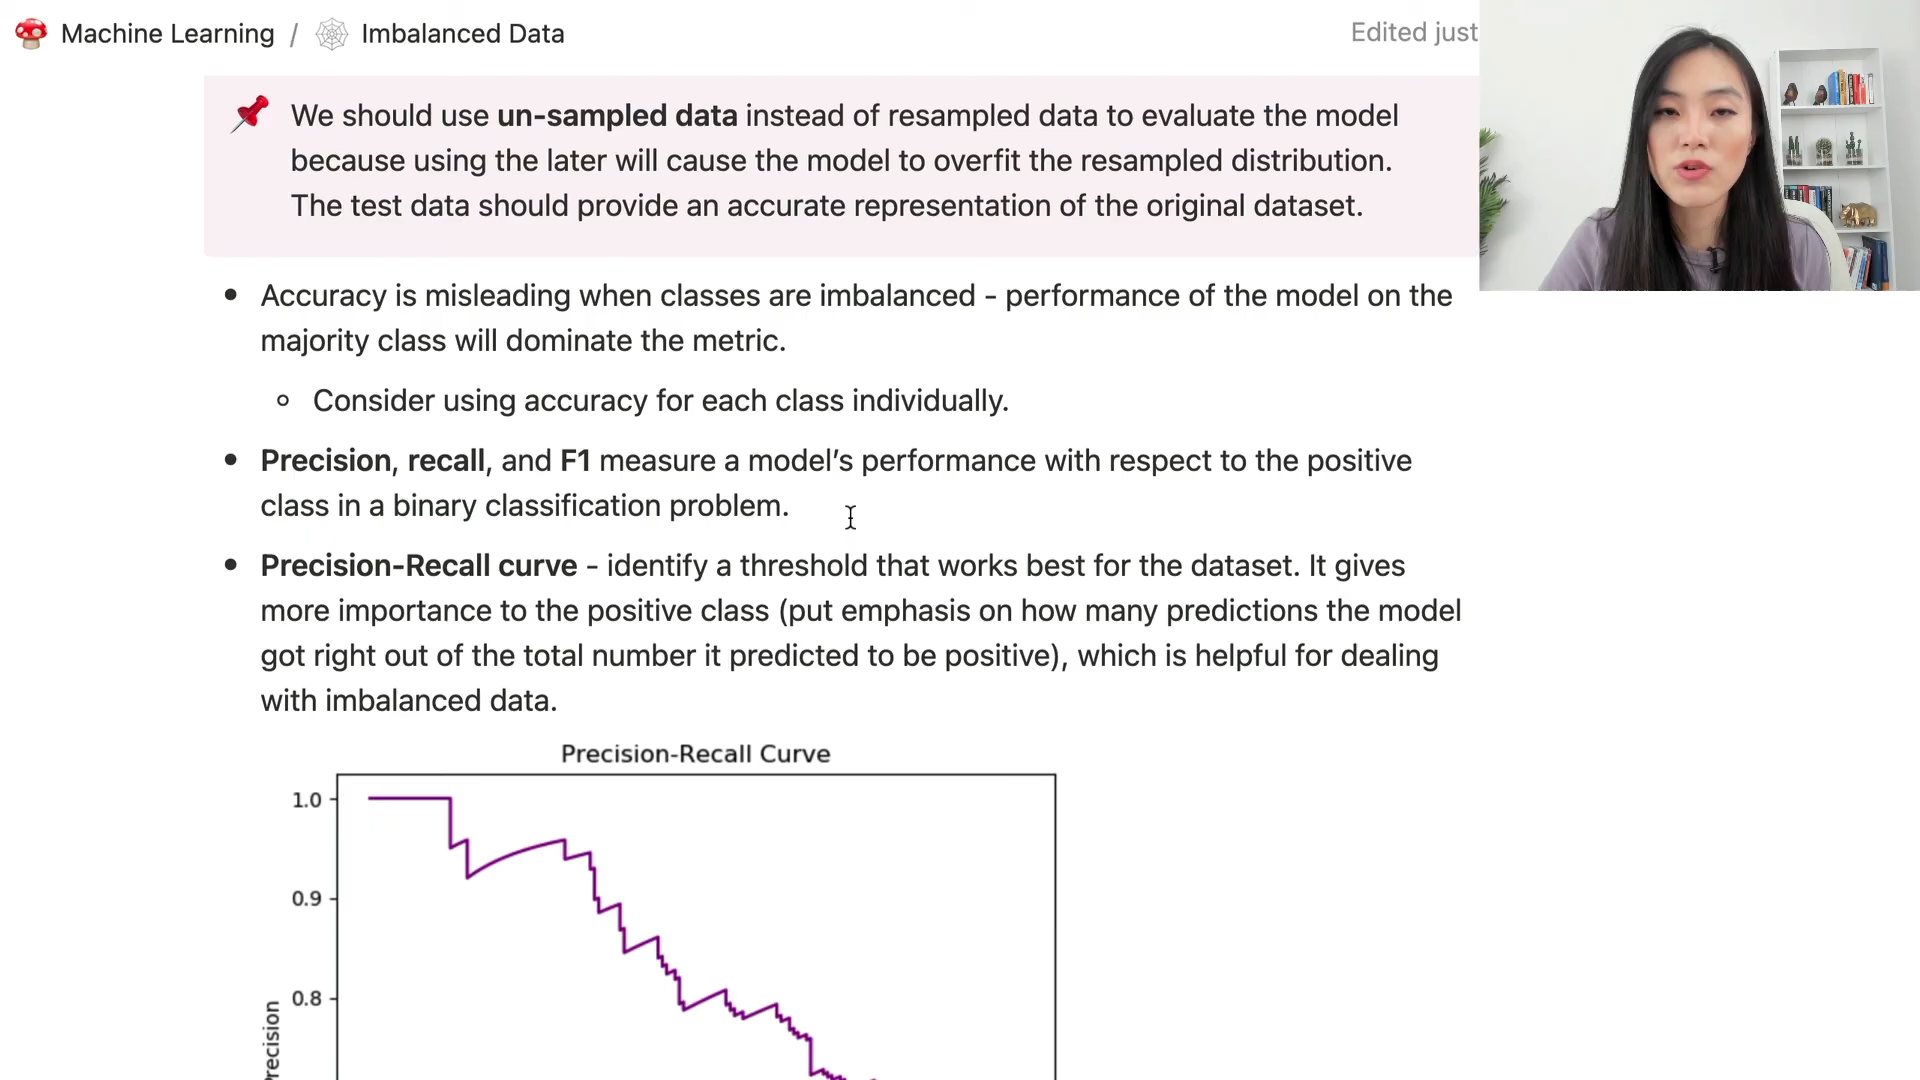 Machine Learning / Imbalanced Data
Edited just
We should use un-sampled data instead of resampled data to evaluate the model
because using the later will cause the model to overfit the resampled distribution.
The test data should provide an accurate representation of the original dataset.
• Accuracy is misleading when classes are imbalanced - performance of the model on the
majority class will dominate the metric.
◦ Consider using accuracy for each class individually.
• Precision, recall, and F1 measure a model’s performance with respect to the positive
class in a binary classification problem.
• Precision-Recall curve - identify a threshold that works best for the dataset. It gives
more importance to the positive class (put emphasis on how many predictions the model
got right out of the total number it predicted to be positive), which is helpful for dealing
with imbalanced data.
Precision-Recall Curve
1.0
0.9
0.8
Precision